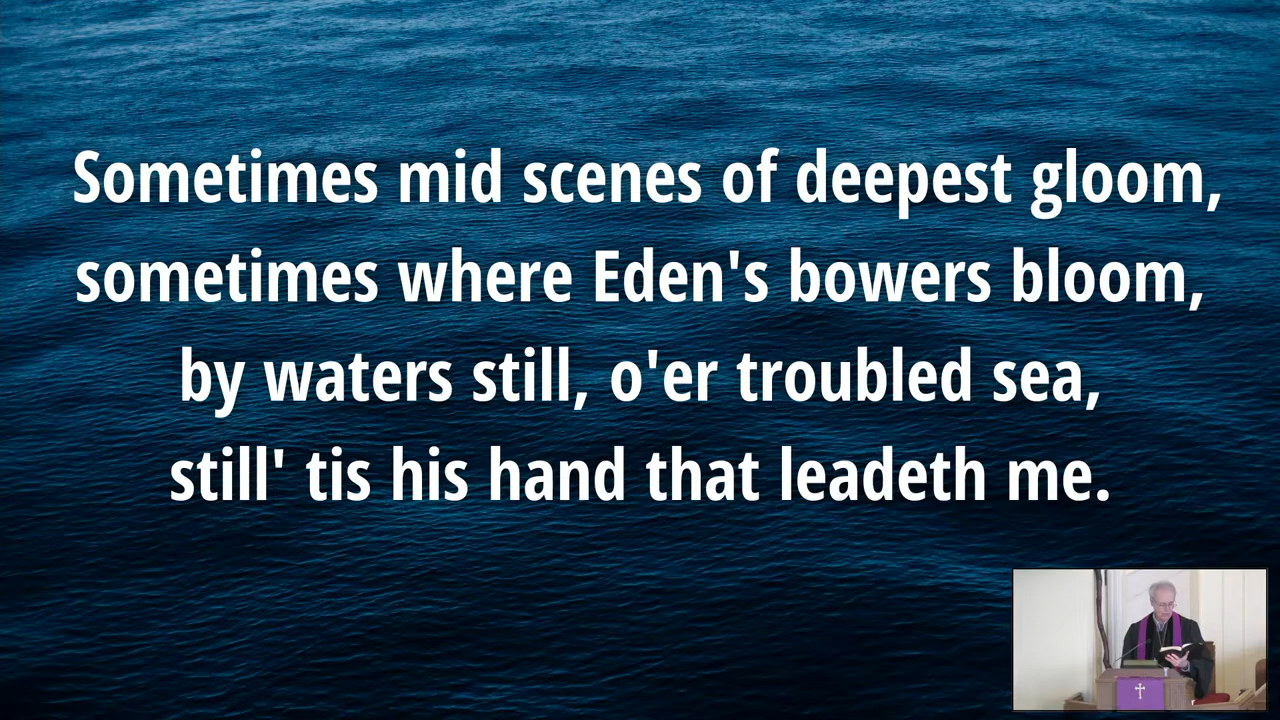 Sometimes mid scenes of deepest gloom,
sometimes where Eden's bowers bloom,
by waters still, o'er troubled sea,
still' tis his hand that leadeth me.